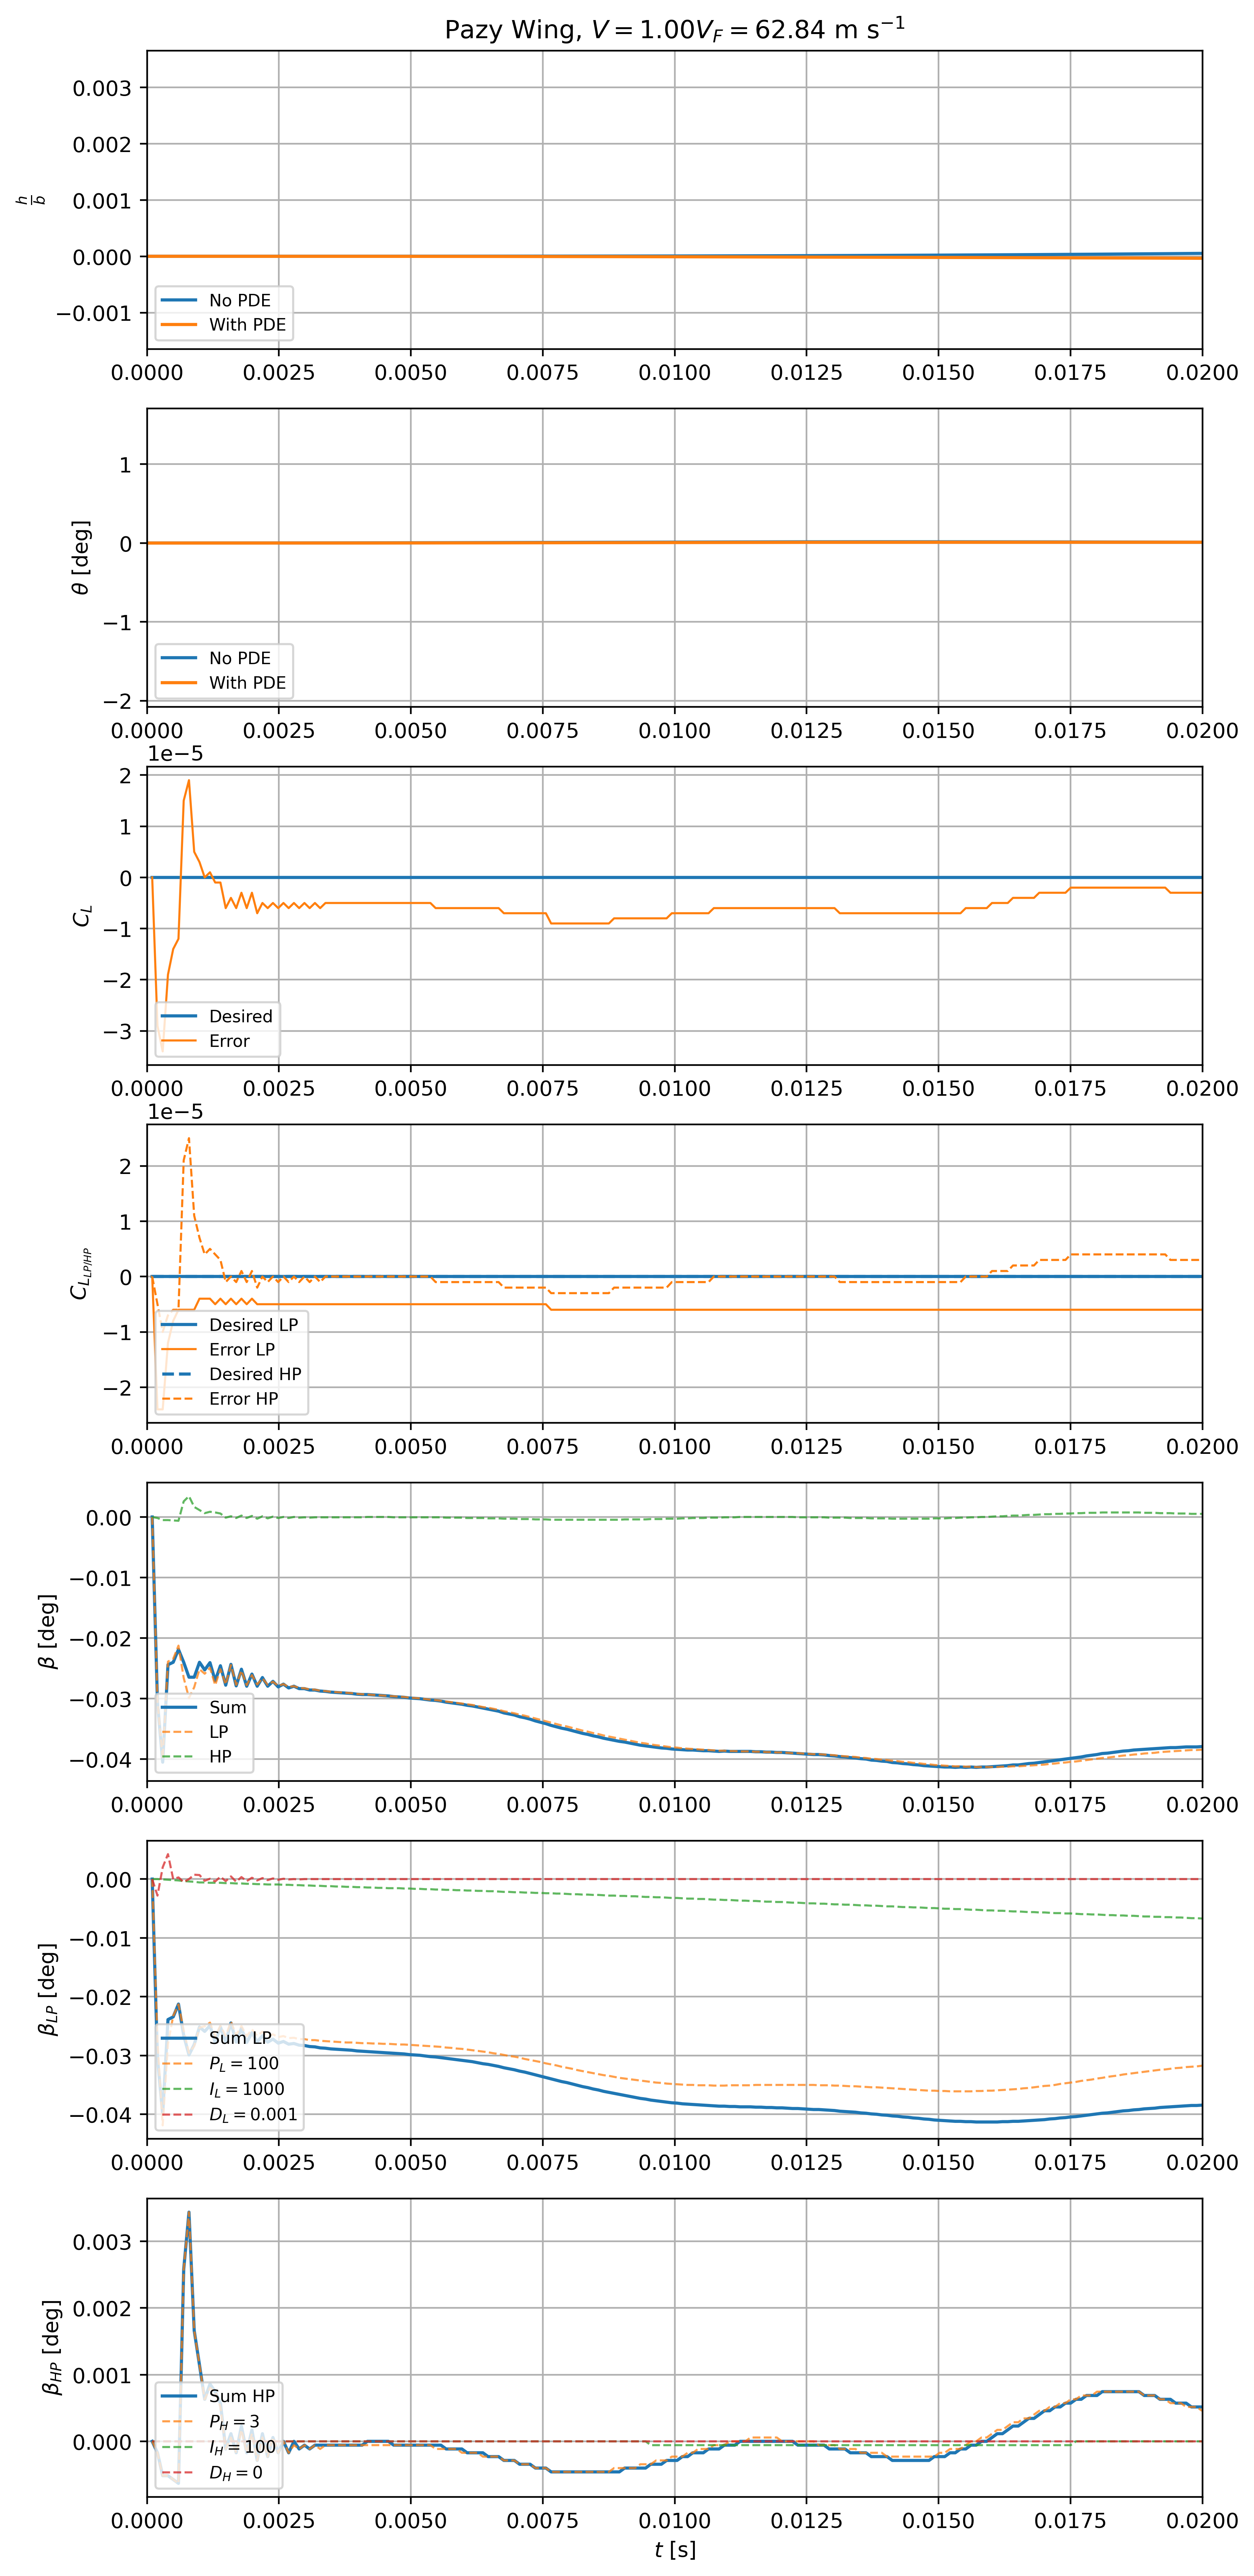 Pazy Wing, V = 1.00V_F = 62.84 m s⁻¹
h/b
0.003
0.002
0.001
0.000
−0.001
No PDE
With PDE
0.0000 0.0025 0.0050 0.0075 0.0100 0.0125 0.0150 0.0175 0.0200
θ [deg]
1
0
−1
−2
No PDE
With PDE
0.0000 0.0025 0.0050 0.0075 0.0100 0.0125 0.0150 0.0175 0.0200
1e−5
C_L
2
1
0
−1
−2
−3
Desired
Error
0.0000 0.0025 0.0050 0.0075 0.0100 0.0125 0.0150 0.0175 0.0200
1e−5
C_{L_{LP/HP}}
2
1
0
−1
−2
Desired LP
Error LP
Desired HP
Error HP
0.0000 0.0025 0.0050 0.0075 0.0100 0.0125 0.0150 0.0175 0.0200
β [deg]
0.00
−0.01
−0.02
−0.03
−0.04
Sum
LP
HP
0.0000 0.0025 0.0050 0.0075 0.0100 0.0125 0.0150 0.0175 0.0200
β_{LP} [deg]
0.00
−0.01
−0.02
−0.03
−0.04
Sum LP
P_L = 100
I_L = 1000
D_L = 0.001
0.0000 0.0025 0.0050 0.0075 0.0100 0.0125 0.0150 0.0175 0.0200
β_{HP} [deg]
0.003
0.002
0.001
0.000
Sum HP
P_H = 3
I_H = 100
D_H = 0
0.0000 0.0025 0.0050 0.0075 0.0100 0.0125 0.0150 0.0175 0.0200
t [s]